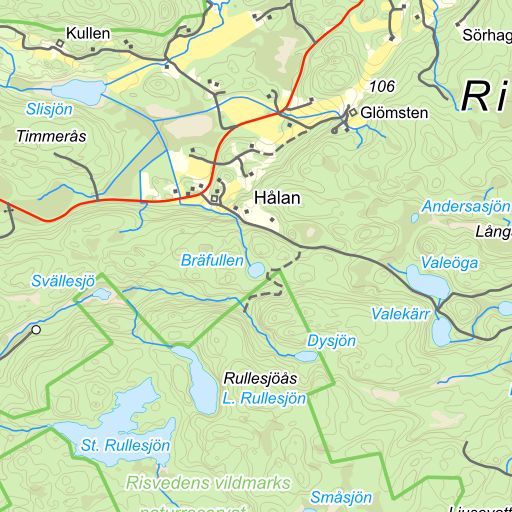 Kullen
Sörhag
106
Ri
Slisjön
Glömsten
Timmerås
Hålan
Andersasjön
Lång
Bräfullen
Valeöga
Svällesjö
Valekärr
Dysjön
Rullesjöås
L. Rullesjön
St. Rullesjön
Risvedens vildmarks
naturreservat
Småsjön